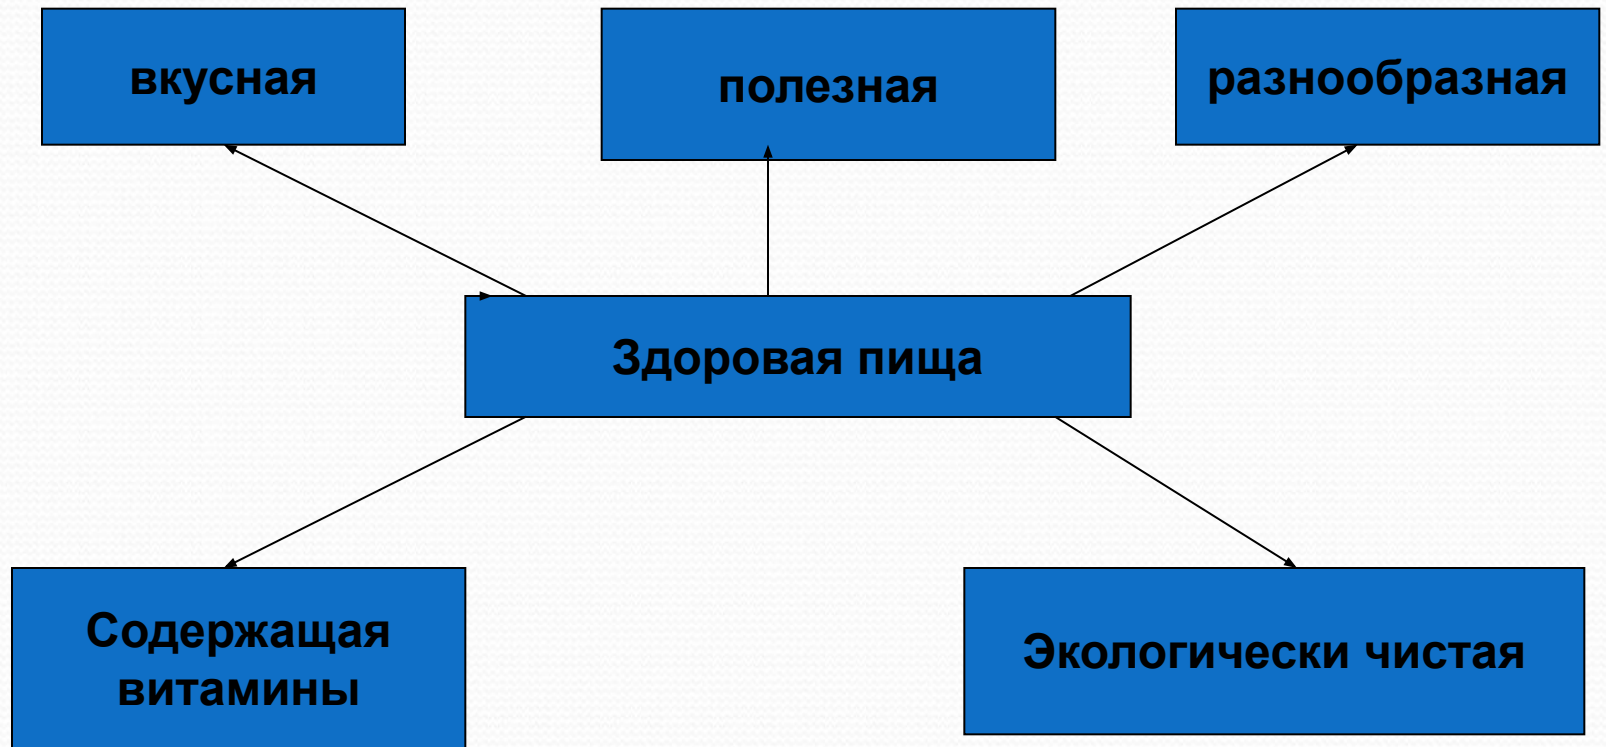 вкусная
полезная
разнообразная
Здоровая пища
Содержащая
витамины
Экологически чистая